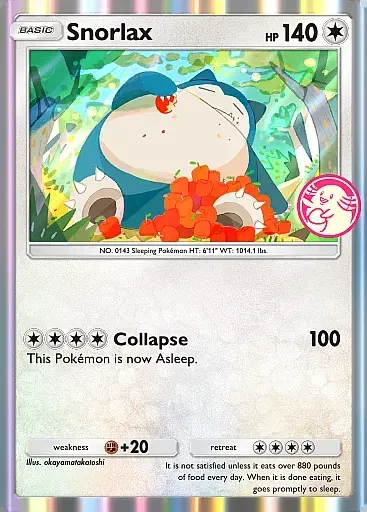 BASIC Snorlax HP 140
NO. 0143 Sleeping Pokémon HT: 6'11" WT: 1014.1 lbs.
Collapse 100
This Pokémon is now Asleep.
weakness +20 retreat
Illus. okayamatakatoshi
It is not satisfied unless it eats over 880 pounds
of food every day. When it is done eating, it
goes promptly to sleep.